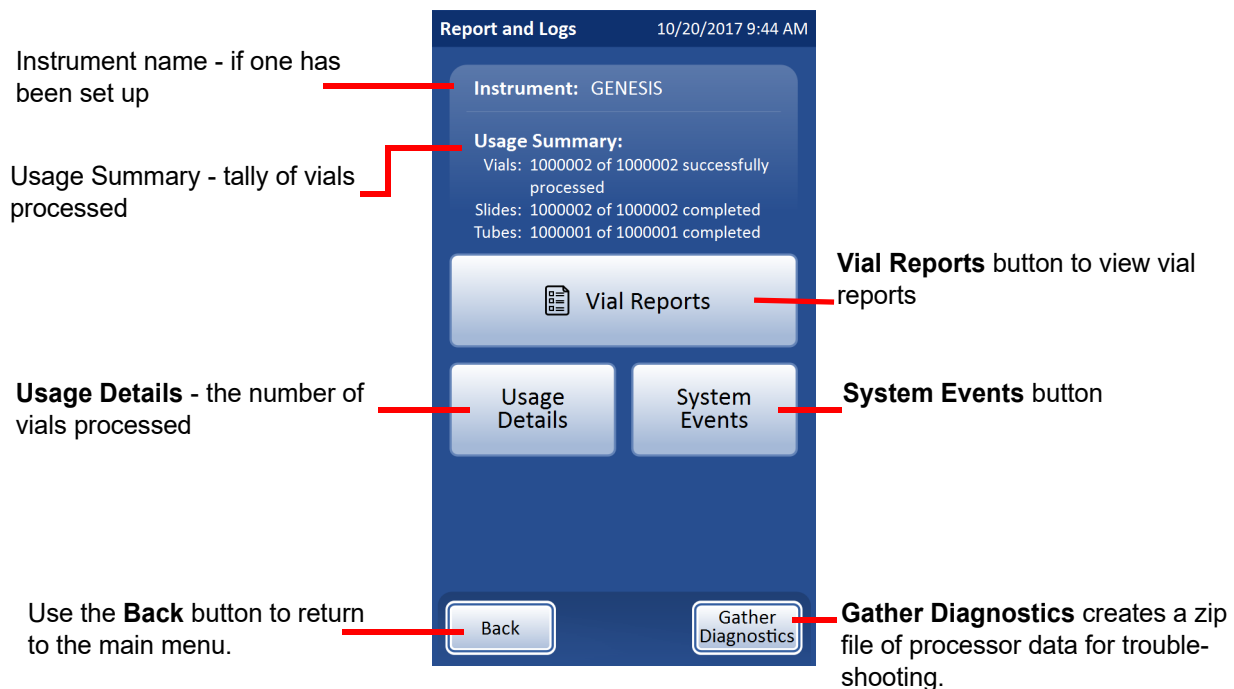 Report and Logs 10/20/2017 9:44 AM
Instrument name - if one has
been set up
Instrument: GENESIS
Usage Summary:
Vials: 1000002 of 1000002 successfully
processed
Slides: 1000002 of 1000002 completed
Tubes: 1000001 of 1000001 completed
Usage Summary - tally of vials
processed
Vial Reports
Vial Reports button to view vial
reports
Usage Details - the number of
vials processed
Usage
Details
System
Events
System Events button
Use the Back button to return
to the main menu.
Back
Gather
Diagnostics
Gather Diagnostics creates a zip
file of processor data for trouble-
shooting.